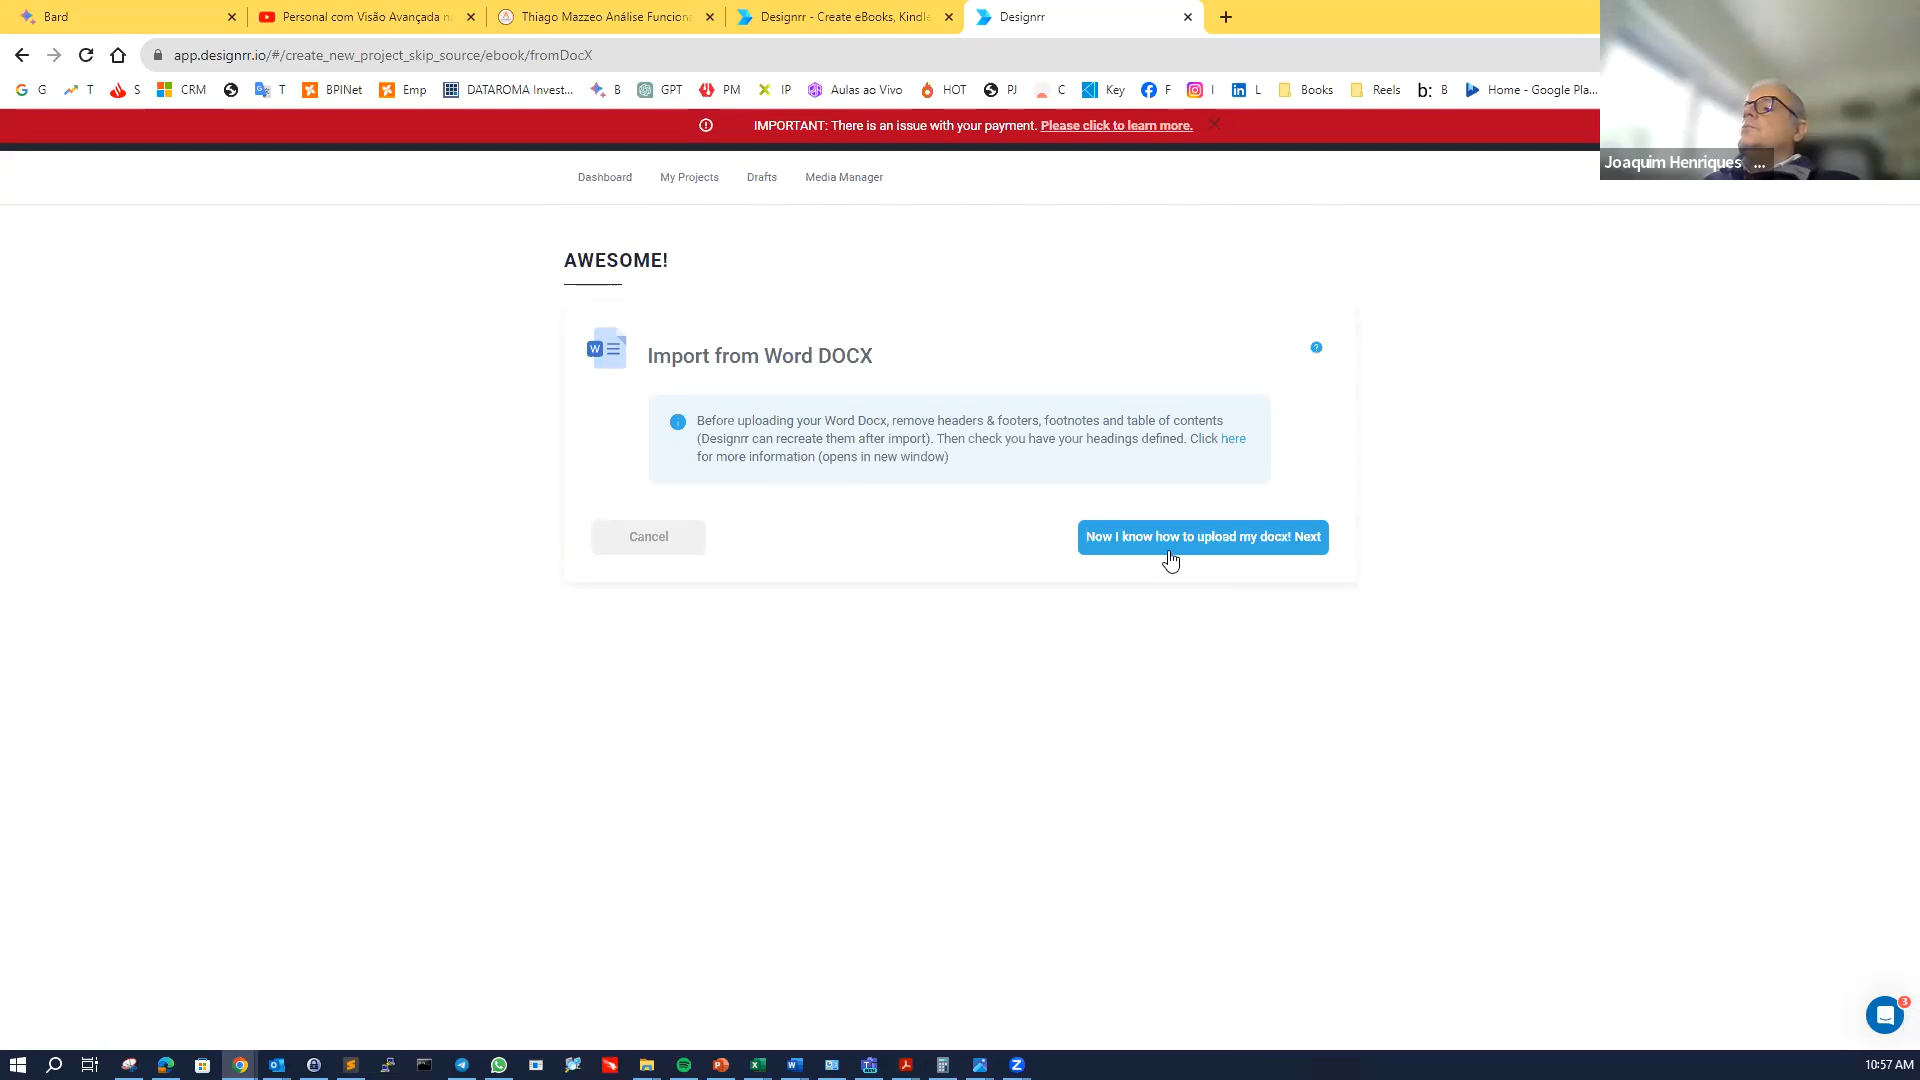 Bard
Personal com Visão Avançada n
Thiago Mazzeo Análise Funciona
Designrr - Create eBooks, Kindle
Designrr
app.designrr.io/#/create_new_project_skip_source/ebook/fromDocX
G
T
S
CRM
T
BPINet
Emp
DATAROMA Invest...
B
GPT
PM
IP
Aulas ao Vivo
HOT
PJ
C
Key
F
I
L
Books
Reels
b: B
Home - Google Pla...
IMPORTANT: There is an issue with your payment. Please click to learn more.
Joaquim Henriques ...
Dashboard
My Projects
Drafts
Media Manager
AWESOME!
Import from Word DOCX
Before uploading your Word Docx, remove headers & footers, footnotes and table of contents
(Designrr can recreate them after import). Then check you have your headings defined. Click here
for more information (opens in new window)
Cancel
Now I know how to upload my docx! Next
3
10:57 AM